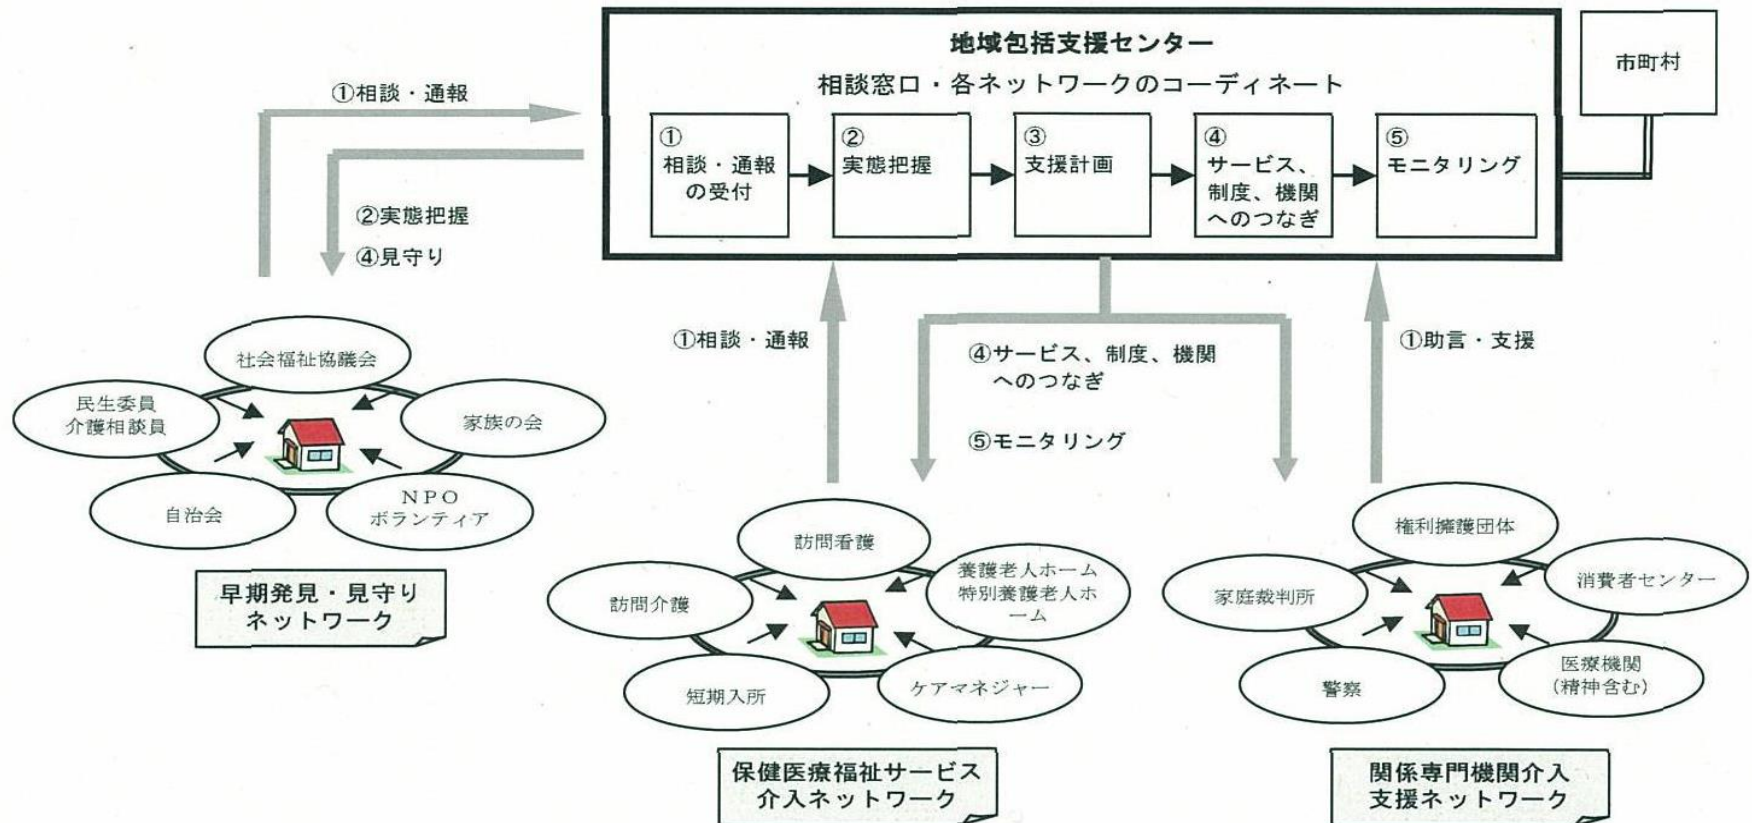 地域包括支援センター
相談窓口・各ネットワークのコーディネート
市町村
①
相談・通報
の受付
②
実態把握
③
支援計画
④
サービス、
制度、機関
へのつなぎ
⑤
モニタリング
①相談・通報
②実態把握
④見守り
①相談・通報
④サービス、制度、機関
へのつなぎ
⑤モニタリング
①助言・支援
社会福祉協議会
民生委員
介護相談員
家族の会
自治会
NPO
ボランティア
早期発見・見守り
ネットワーク
訪問看護
訪問介護
養護老人ホーム
特別養護老人ホ
ーム
短期入所
ケアマネジャー
保健医療福祉サービス
介入ネットワーク
権利擁護団体
家庭裁判所
消費者センター
警察
医療機関
(精神含む)
関係専門機関介入
支援ネットワーク